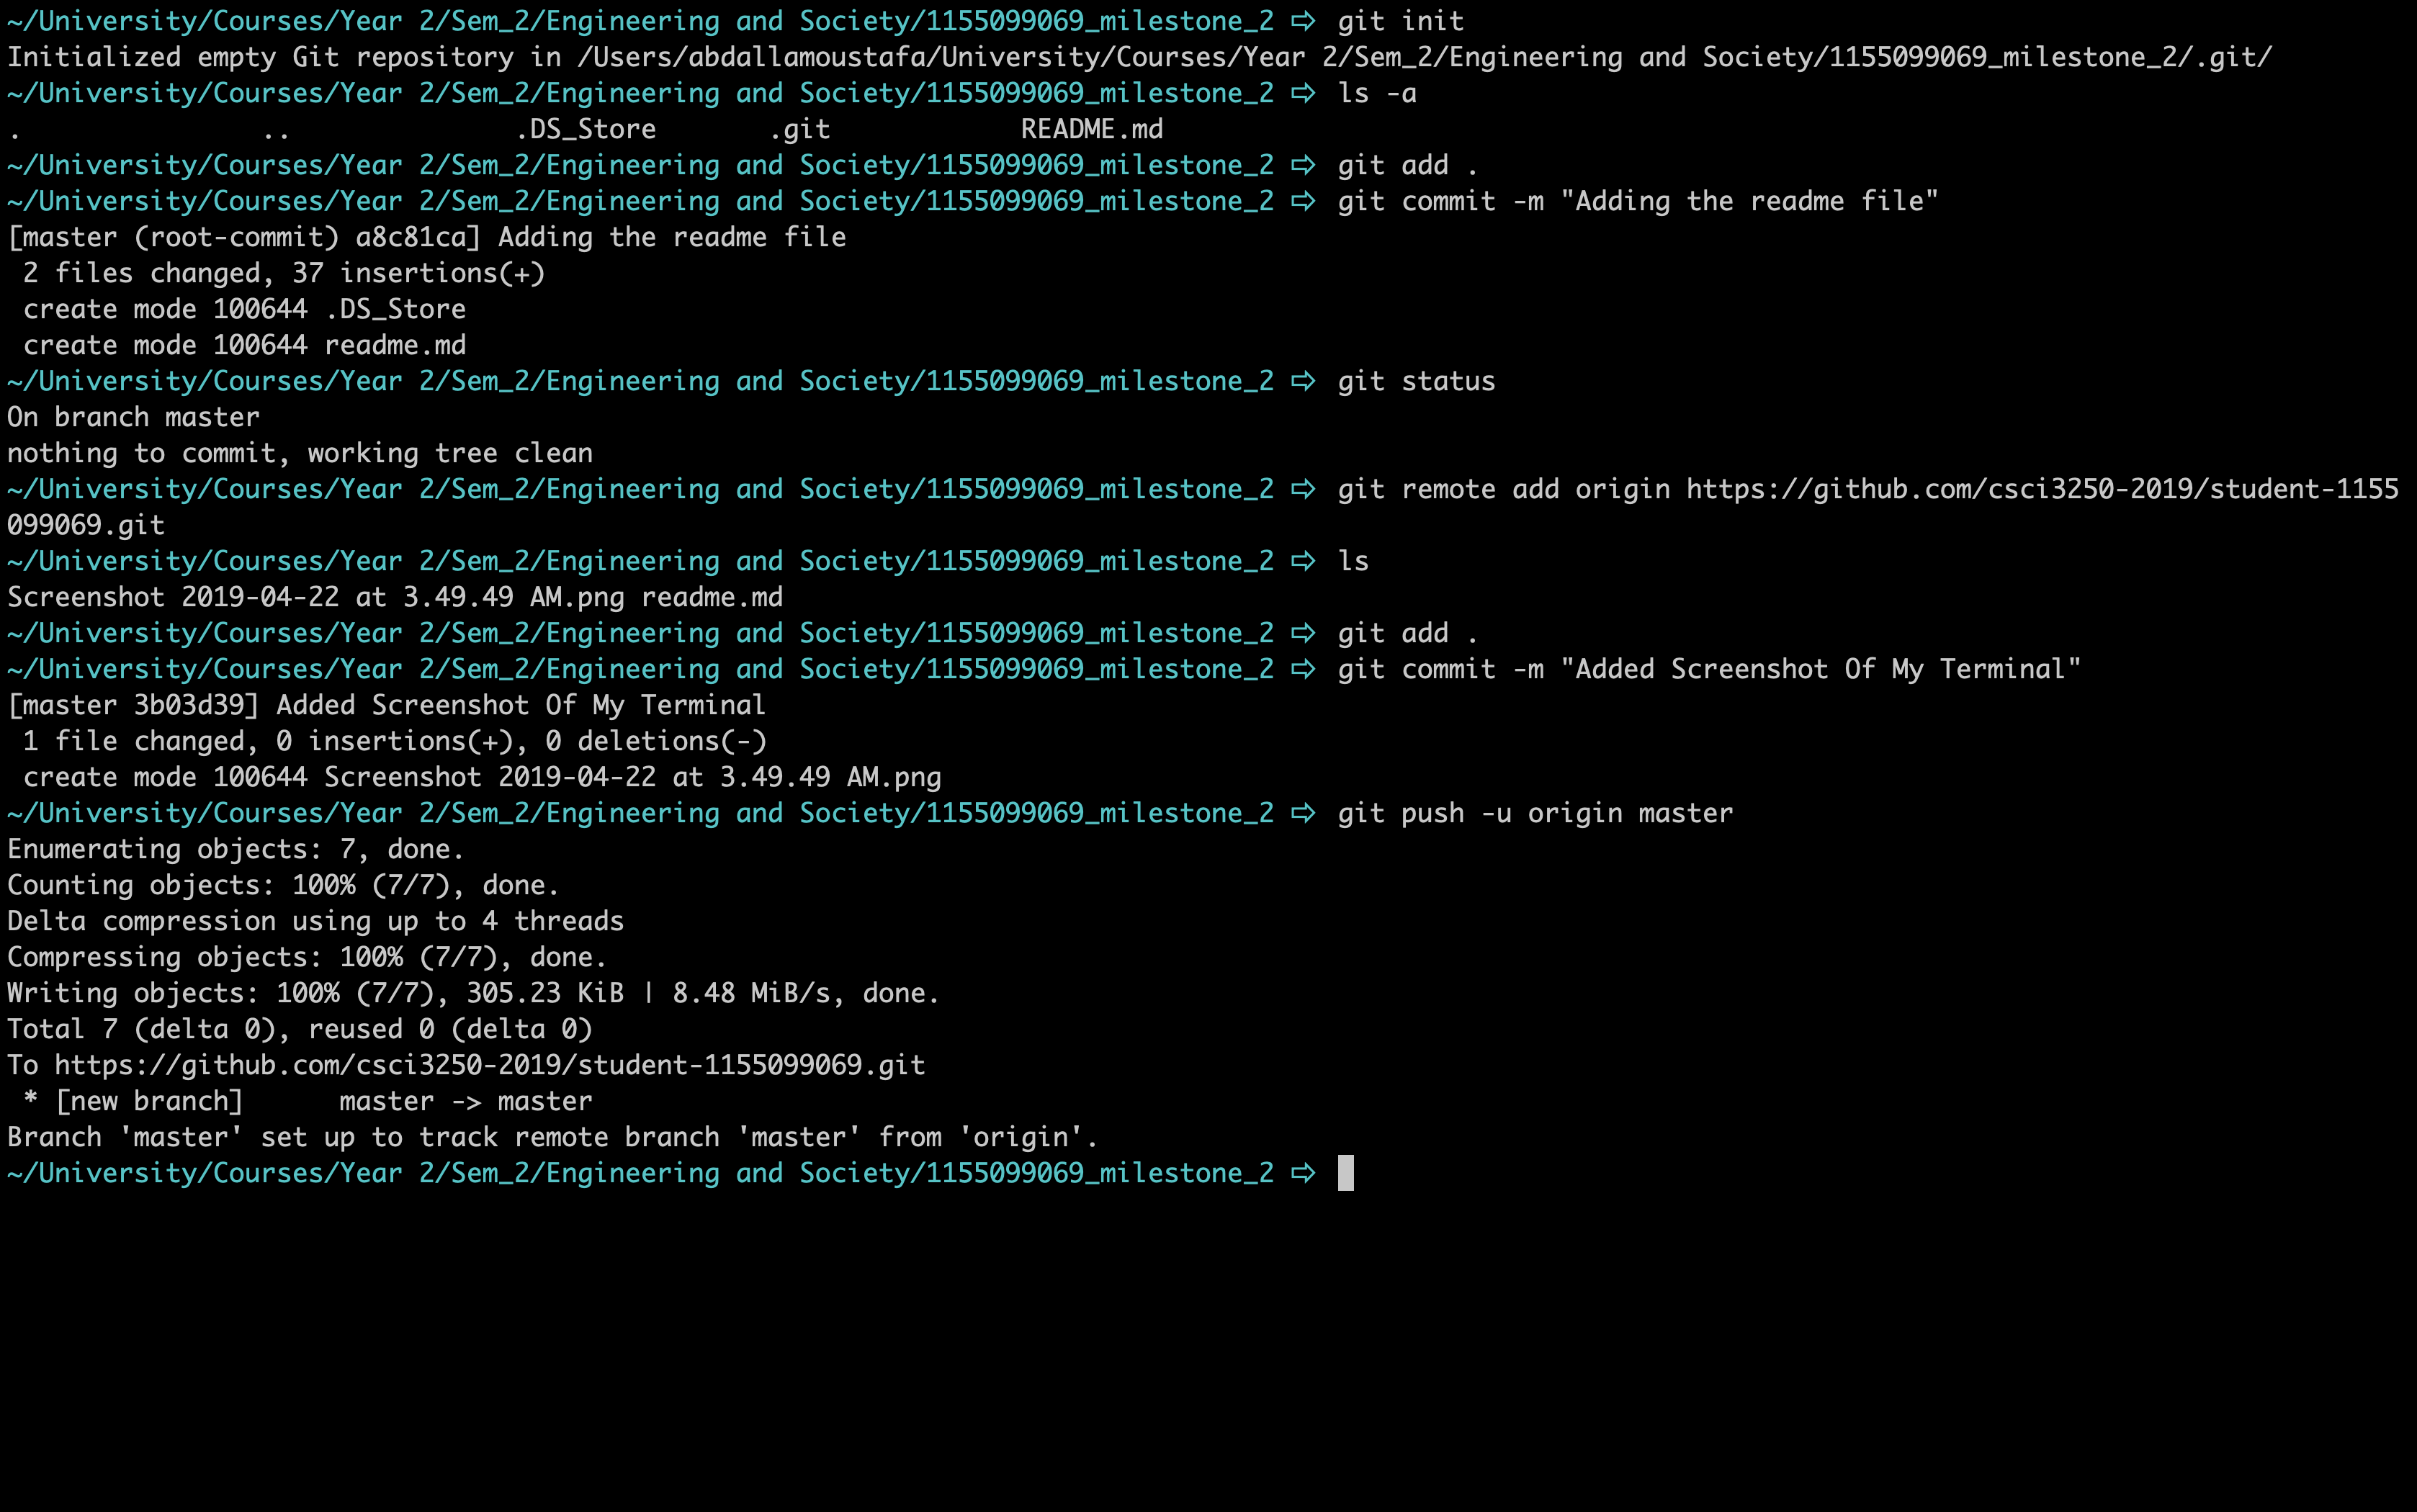 ~/University/Courses/Year 2/Sem_2/Engineering and Society/1155099069_milestone_2 ⇨ git init
Initialized empty Git repository in /Users/abdallamoustafa/University/Courses/Year 2/Sem_2/Engineering and Society/1155099069_milestone_2/.git/
~/University/Courses/Year 2/Sem_2/Engineering and Society/1155099069_milestone_2 ⇨ ls -a
. .. .DS_Store .git README.md
~/University/Courses/Year 2/Sem_2/Engineering and Society/1155099069_milestone_2 ⇨ git add .
~/University/Courses/Year 2/Sem_2/Engineering and Society/1155099069_milestone_2 ⇨ git commit -m "Adding the readme file"
[master (root-commit) a8c81ca] Adding the readme file
 2 files changed, 37 insertions(+)
 create mode 100644 .DS_Store
 create mode 100644 readme.md
~/University/Courses/Year 2/Sem_2/Engineering and Society/1155099069_milestone_2 ⇨ git status
On branch master
nothing to commit, working tree clean
~/University/Courses/Year 2/Sem_2/Engineering and Society/1155099069_milestone_2 ⇨ git remote add origin https://github.com/csci3250-2019/student-1155
099069.git
~/University/Courses/Year 2/Sem_2/Engineering and Society/1155099069_milestone_2 ⇨ ls
Screenshot 2019-04-22 at 3.49.49 AM.png readme.md
~/University/Courses/Year 2/Sem_2/Engineering and Society/1155099069_milestone_2 ⇨ git add .
~/University/Courses/Year 2/Sem_2/Engineering and Society/1155099069_milestone_2 ⇨ git commit -m "Added Screenshot Of My Terminal"
[master 3b03d39] Added Screenshot Of My Terminal
 1 file changed, 0 insertions(+), 0 deletions(-)
 create mode 100644 Screenshot 2019-04-22 at 3.49.49 AM.png
~/University/Courses/Year 2/Sem_2/Engineering and Society/1155099069_milestone_2 ⇨ git push -u origin master
Enumerating objects: 7, done.
Counting objects: 100% (7/7), done.
Delta compression using up to 4 threads
Compressing objects: 100% (7/7), done.
Writing objects: 100% (7/7), 305.23 KiB | 8.48 MiB/s, done.
Total 7 (delta 0), reused 0 (delta 0)
To https://github.com/csci3250-2019/student-1155099069.git
 * [new branch]      master -> master
Branch 'master' set up to track remote branch 'master' from 'origin'.
~/University/Courses/Year 2/Sem_2/Engineering and Society/1155099069_milestone_2 ⇨